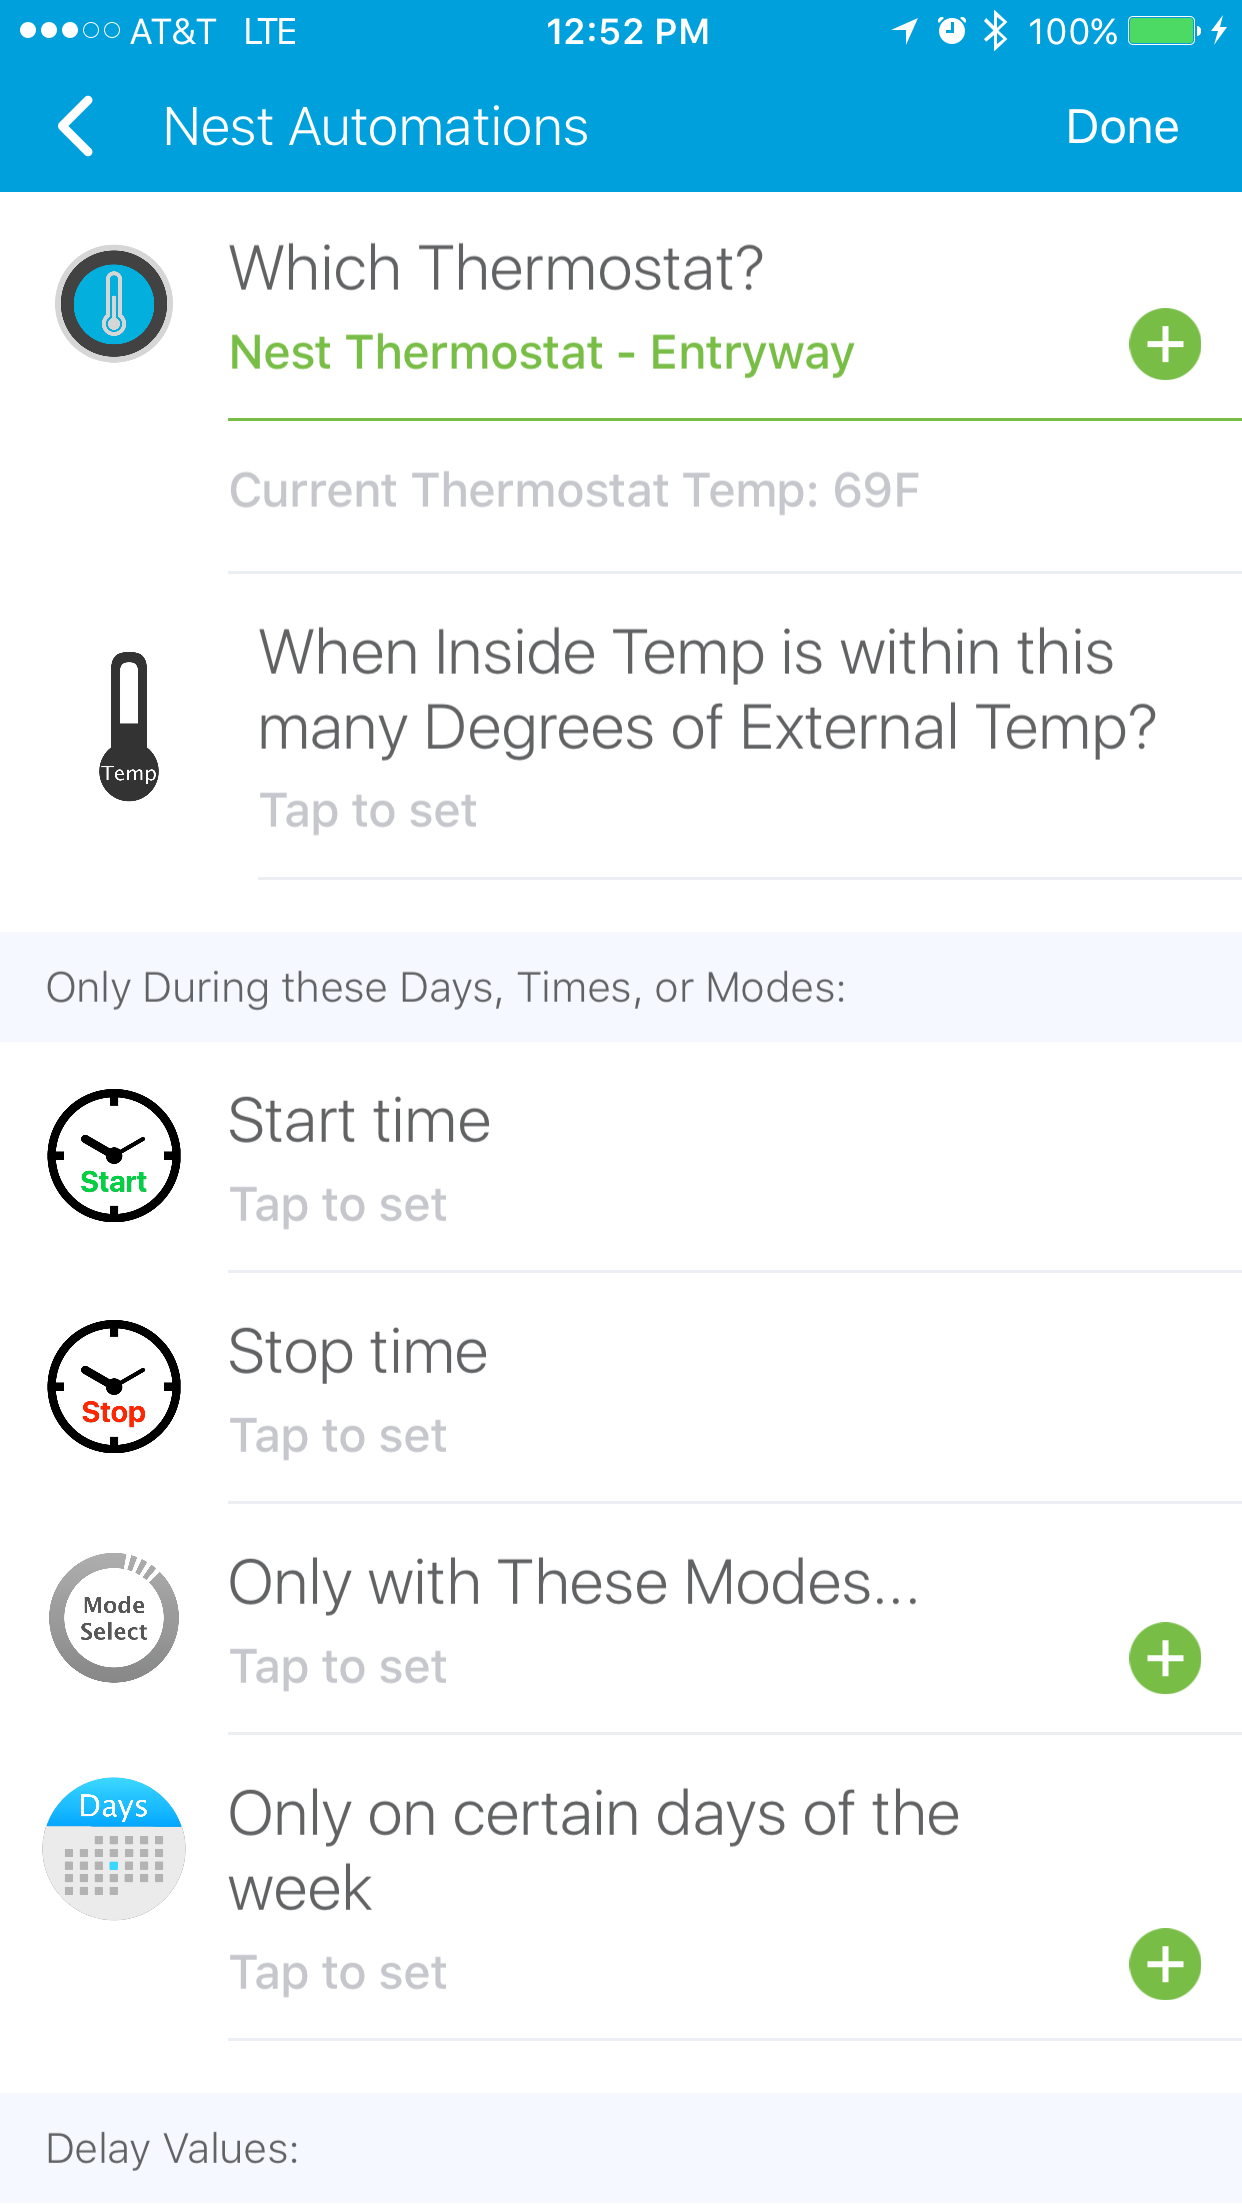 AT&T LTE 12:52 PM 100%
Nest Automations Done
Which Thermostat?
Nest Thermostat - Entryway
Current Thermostat Temp: 69F
Temp
When Inside Temp is within this
many Degrees of External Temp?
Tap to set
Only During these Days, Times, or Modes:
Start
Start time
Tap to set
Stop
Stop time
Tap to set
Mode
Select
Only with These Modes...
Tap to set
Days
Only on certain days of the
week
Tap to set
Delay Values: